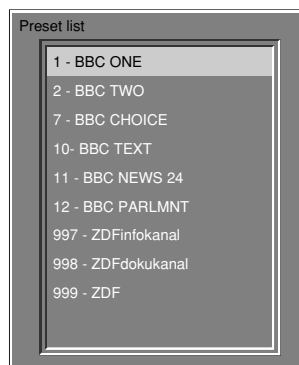 Preset list
1 - BBC ONE
2 - BBC TWO
7 - BBC CHOICE
10- BBC TEXT
11 - BBC NEWS 24
12 - BBC PARLMNT
997 - ZDFinfokanal
998 - ZDFdokukanal
999 - ZDF